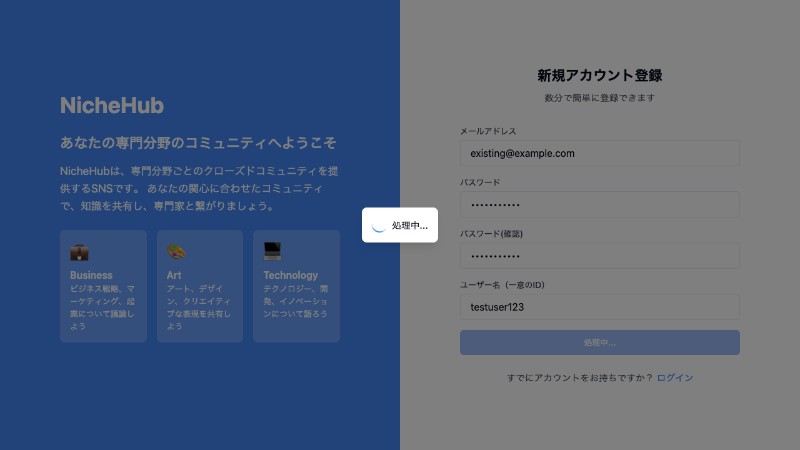 NicheHub
あなたの専門分野のコミュニティへようこそ
NicheHubは、専門分野ごとのクローズドコミュニティを提
供するSNSです。 あなたの関心に合わせたコミュニティ
で、知識を共有し、専門家と繋がりましょう。
Business
ビジネス戦略、マ
ーケティング、起
業について議論し
よう
Art
アート、デザイ
ン、クリエイティ
ブな表現を共有し
よう
Technology
テクノロジー、開
発、イノベーショ
ンについて語ろう
処理中...
新規アカウント登録
数分で簡単に登録できます
メールアドレス
existing@example.com
パスワード
•••••••••••
パスワード(確認)
•••••••••••
ユーザー名（一意のID）
testuser123
処理中...
すでにアカウントをお持ちですか？ ログイン